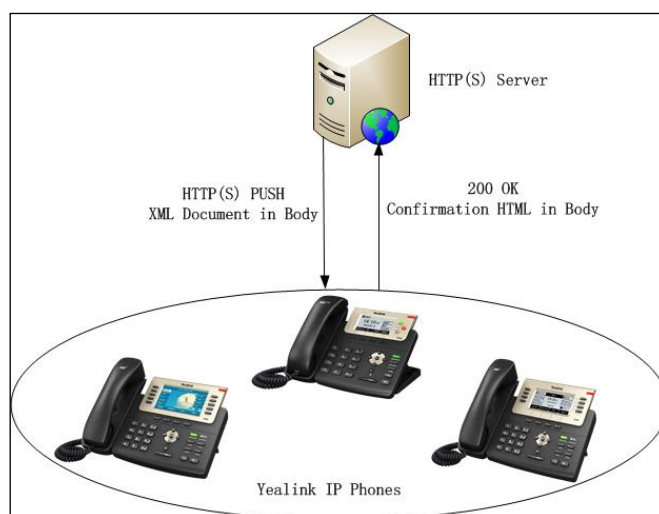 HTTP(S) Server
HTTP(S) PUSH
XML Document in Body
200 OK
Confirmation HTML in Body
Yealink IP Phones